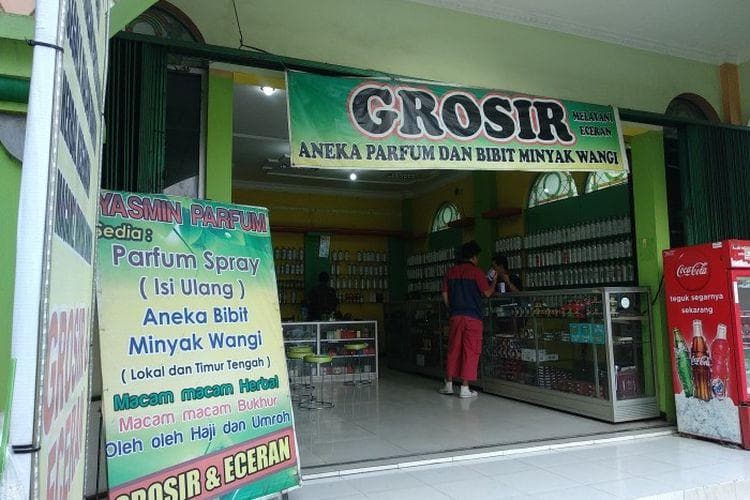 GROSIR
MELAYANI
ECERAN
ANEKA PARFUM DAN BIBIT MINYAK WANGI
YASMIN PARFUM
Sedia :
Parfum Spray
( Isi Ulang )
Aneka Bibit
Minyak Wangi
( Lokal dan Timur Tengah )
Macam macam Herbal
Macam macam Bukhur
Oleh oleh Haji dan Umroh
GROSIR & ECERAN
GROSIR
ECERAN
Coca-Cola
teguk segarnya
sekarang